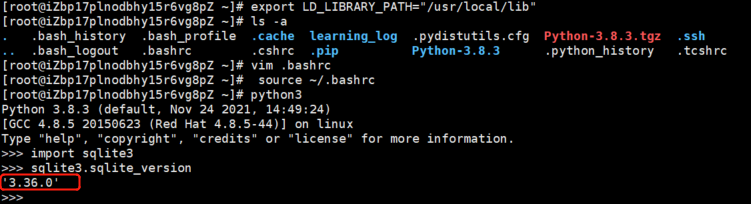 [root@iZbp17plnodbhy15r6vg8pZ ~]# export LD_LIBRARY_PATH="/usr/local/lib"
[root@iZbp17plnodbhy15r6vg8pZ ~]# ls -a
. .bash_history .bash_profile .cache learning_log .pydistutils.cfg Python-3.8.3.tgz .ssh
.. .bash_logout .bashrc .cshrc .pip Python-3.8.3 .python_history .tcshrc
[root@iZbp17plnodbhy15r6vg8pZ ~]# vim .bashrc
[root@iZbp17plnodbhy15r6vg8pZ ~]#  source ~/.bashrc
[root@iZbp17plnodbhy15r6vg8pZ ~]# python3
Python 3.8.3 (default, Nov 24 2021, 14:49:24)
[GCC 4.8.5 20150623 (Red Hat 4.8.5-44)] on linux
Type "help", "copyright", "credits" or "license" for more information.
>>> import sqlite3
>>> sqlite3.sqlite_version
'3.36.0'
>>>